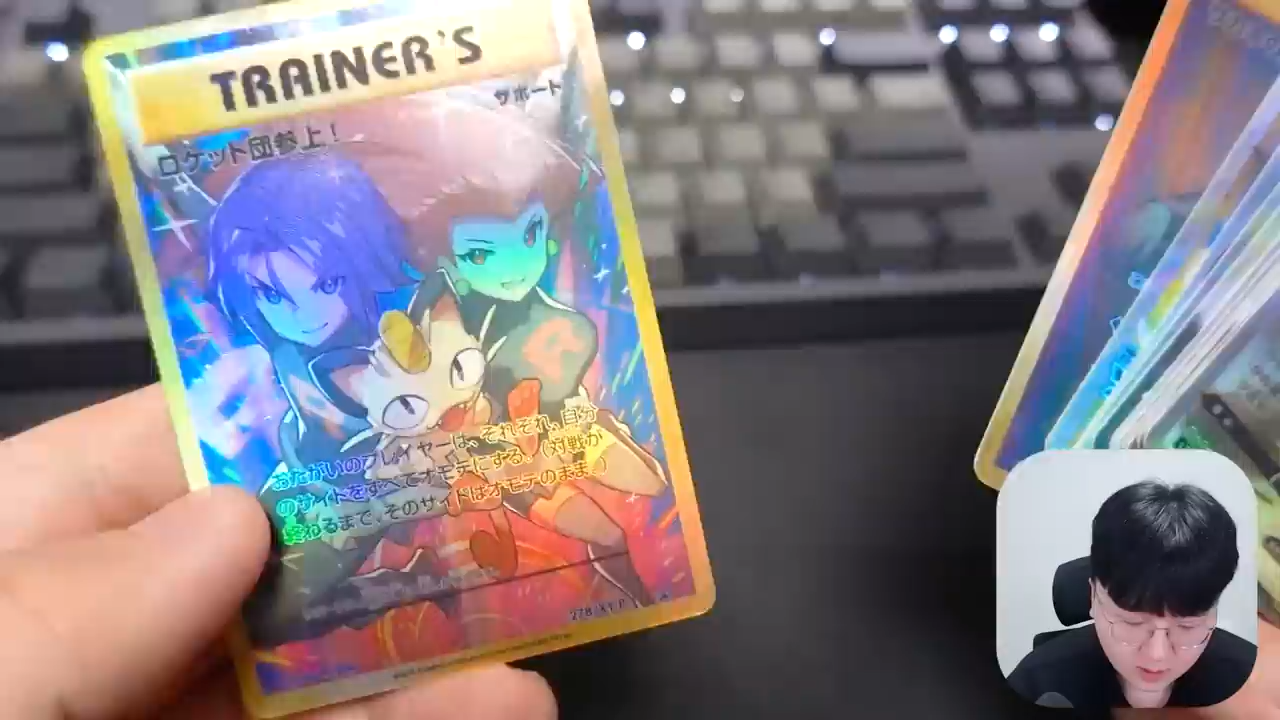 TRAINER'S
サポート
ロケット団参上！
おたがいのプレイヤーは、それぞれ、自分
のサイドをすべてオモテにする。（対戦が
終わるまで、そのサイドはオモテのまま。）
278/XY-P